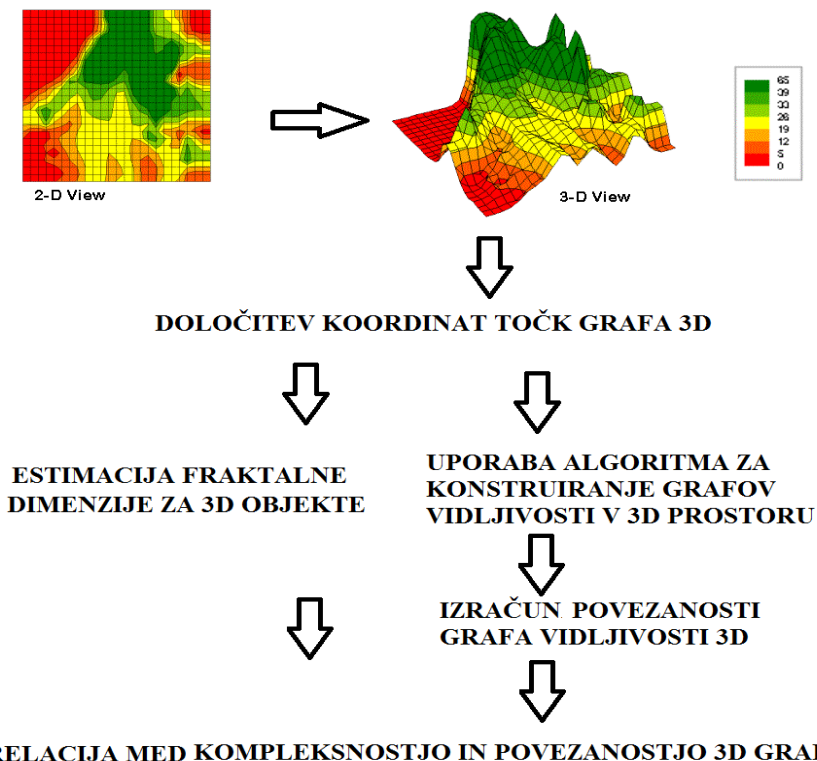 2-D View
3-D View
65
39
33
26
19
12
5
0
DOLOČITEV KOORDINAT TOČK GRAFA 3D
ESTIMACIJA FRAKTALNE
DIMENZIJE ZA 3D OBJEKTE
UPORABA ALGORITMA ZA
KONSTRUIRANJE GRAFOV
VIDLJIVOSTI V 3D PROSTORU
IZRAČUN POVEZANOSTI
GRAFA VIDLJIVOSTI 3D
RELACIJA MED KOMPLEKSNOSTJO IN POVEZANOSTJO 3D GRAF